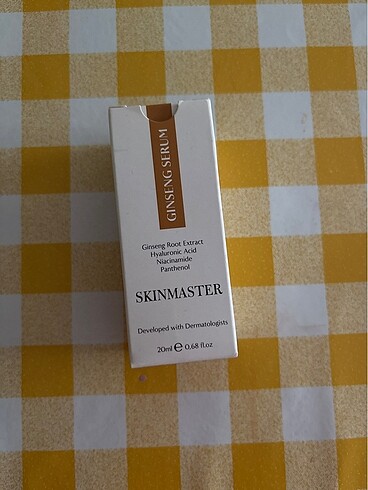 GINSENG SERUM
Ginseng Root Extract
Hyaluronic Acid
Niacinamide
Panthenol
SKINMASTER
Developed with Dermatologists
20ml ℮ 0.68 fl.oz